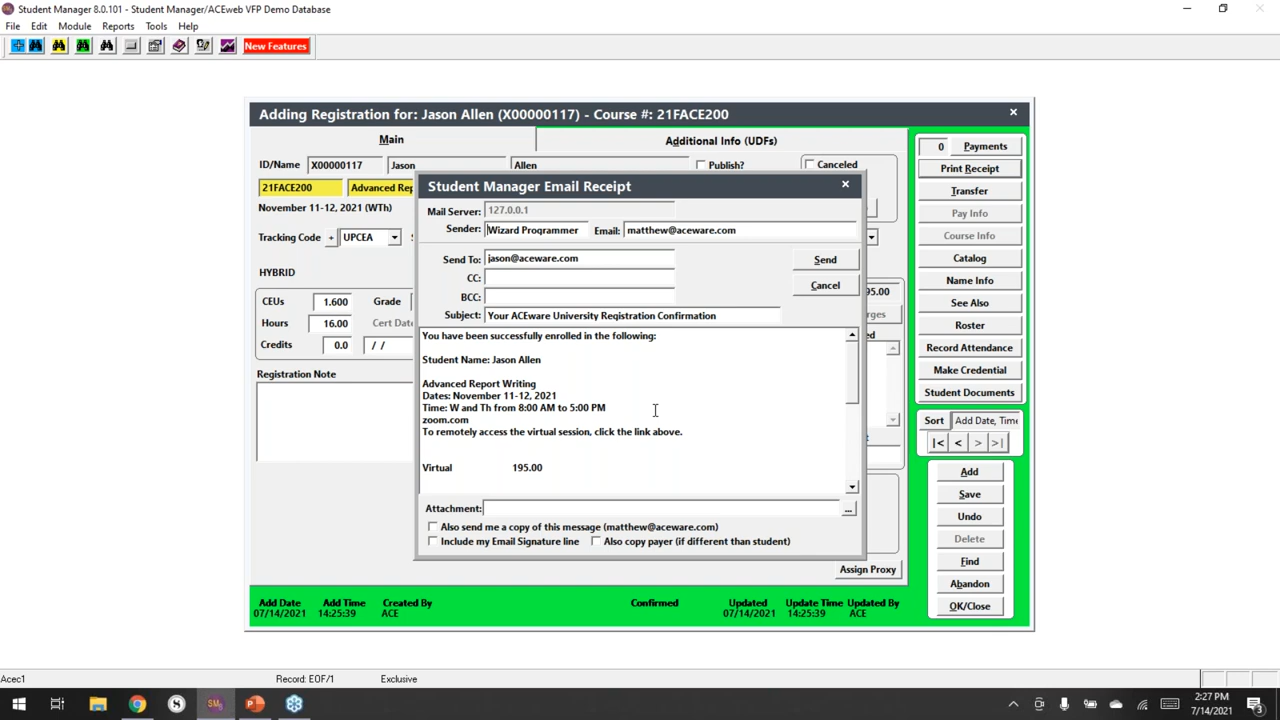 Student Manager 8.0.101 - Student Manager/ACEweb VFP Demo Database
File Edit Module Reports Tools Help
New Features
Adding Registration for: Jason Allen (X00000117) - Course #: 21FACE200
Main Additional Info (UDFs)
ID/Name X00000117 Jason Allen Publish? Canceled
21FACE200 Advanced Rep
November 11-12, 2021 (WTh)
Tracking Code + UPCEA
HYBRID
CEUs 1.600 Grade
Hours 16.00 Cert Date
Credits 0.0 / /
Registration Note
95.00
Student Manager Email Receipt
Mail Server: 127.0.0.1
Sender: Wizard Programmer Email: matthew@aceware.com
Send To: jason@aceware.com Send
CC:
Cancel
BCC:
Subject: Your ACEware University Registration Confirmation
You have been successfully enrolled in the following:
Student Name: Jason Allen
Advanced Report Writing
Dates: November 11-12, 2021
Time: W and Th from 8:00 AM to 5:00 PM
zoom.com
To remotely access the virtual session, click the link above.
Virtual 195.00
Attachment: ...
Also send me a copy of this message (matthew@aceware.com)
Include my Email Signature line Also copy payer (if different than student)
Assign Proxy
0 Payments
Print Receipt
Transfer
Pay Info
Course Info
Catalog
Name Info
See Also
Roster
Record Attendance
Make Credential
Student Documents
Sort Add Date, Time
|< < > >|
Add
Save
Undo
Delete
Find
Abandon
OK/Close
Add Date Add Time Created By Confirmed Updated Update Time Updated By
07/14/2021 14:25:39 ACE 07/14/2021 14:25:39 ACE
Acec1 Record: EOF/1 Exclusive
2:27 PM
7/14/2021
3